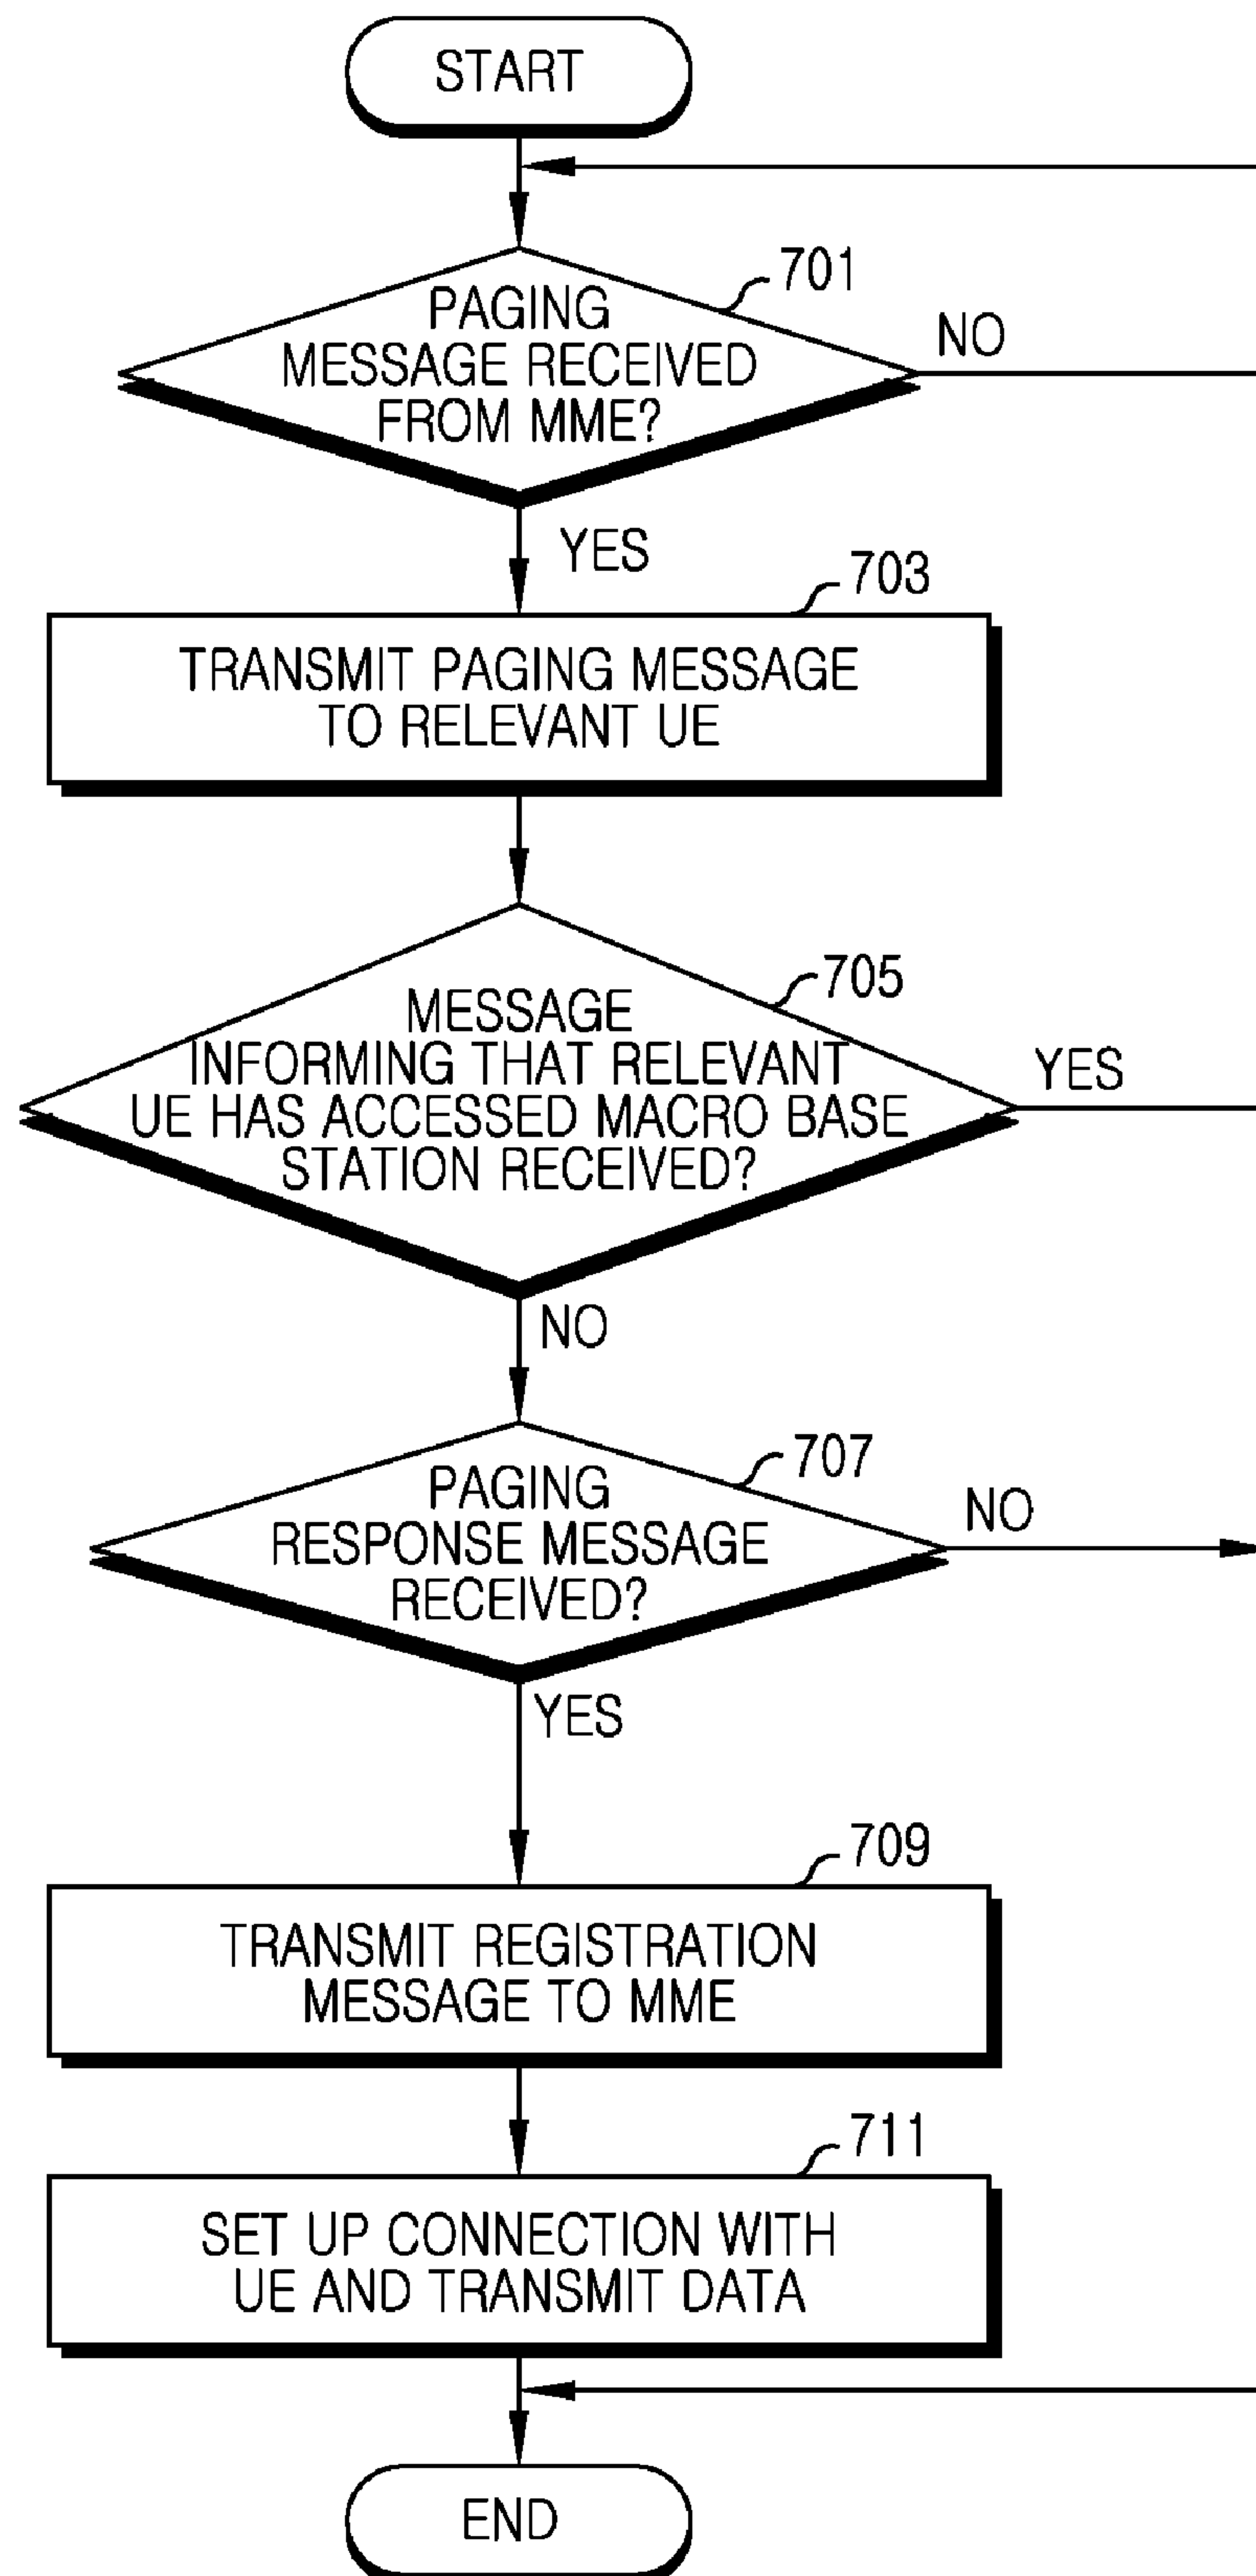 START
701
PAGING
MESSAGE RECEIVED
FROM MME?
NO
YES
703
TRANSMIT PAGING MESSAGE
TO RELEVANT UE
705
MESSAGE
INFORMING THAT RELEVANT
UE HAS ACCESSED MACRO BASE
STATION RECEIVED?
YES
NO
707
PAGING
RESPONSE MESSAGE
RECEIVED?
NO
YES
709
TRANSMIT REGISTRATION
MESSAGE TO MME
711
SET UP CONNECTION WITH
UE AND TRANSMIT DATA
END